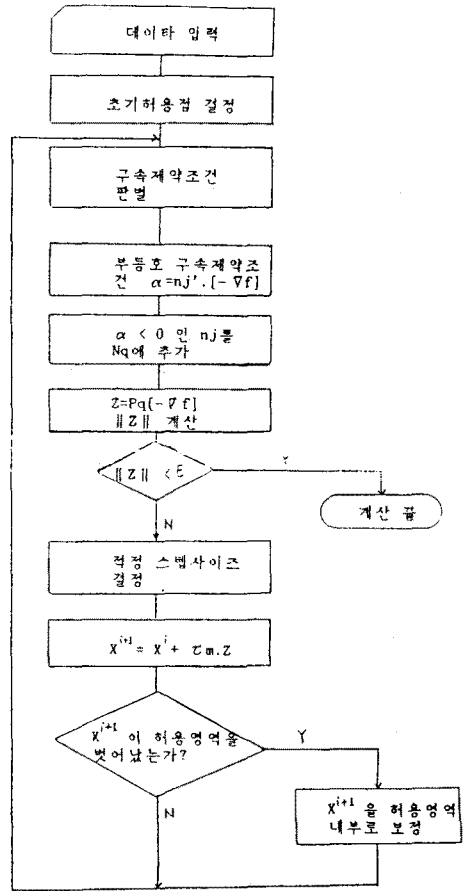 데이타 입력
초기허용점 결정
구속제약조건
판별
부등호 구속제약조
건 α=nj'.[-∇f]
α < 0 인 nj를
Nq에 추가
Z=Pq[-∇f]
||Z|| 계산
||Z|| < E
Y
계산 끝
N
적정 스텝사이즈
결정
X^{i+1} = X^i + τm.Z
X^{i+1} 이 허용영역을
벗어났는가?
Y
N
X^{i+1} 을 허용영역
내부로 보정